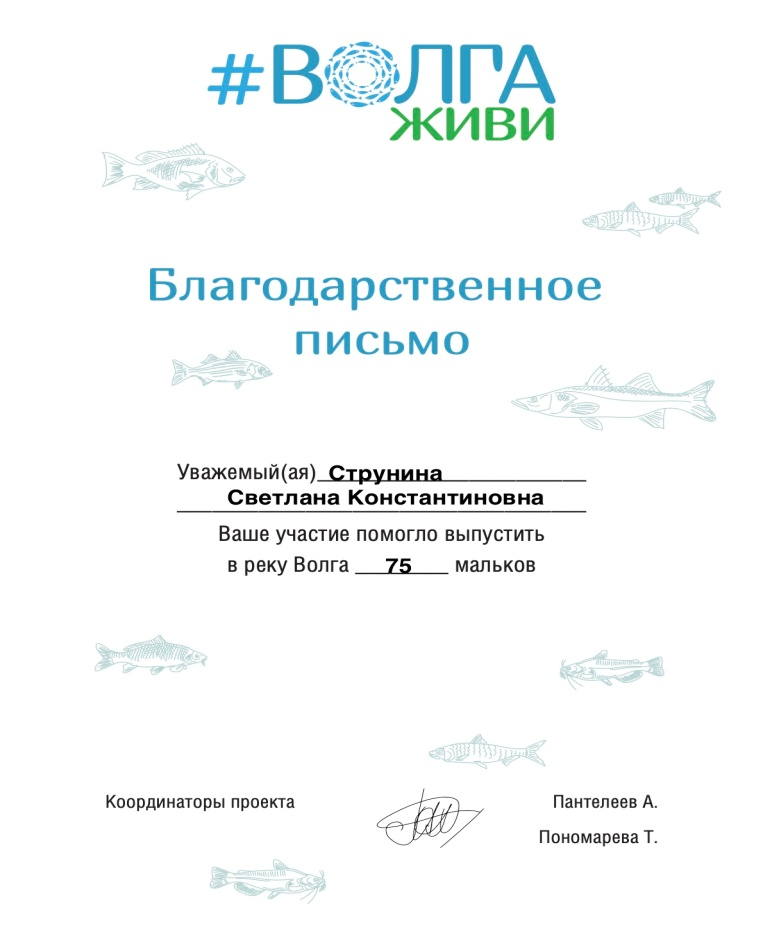 #ВОЛГА
ЖИВИ
Благодарственное
письмо
Уважемый(ая) Струнина
Светлана Константиновна
Ваше участие помогло выпустить
в реку Волга 75 мальков
Координаторы проекта
Пантелеев А.
Пономарева Т.